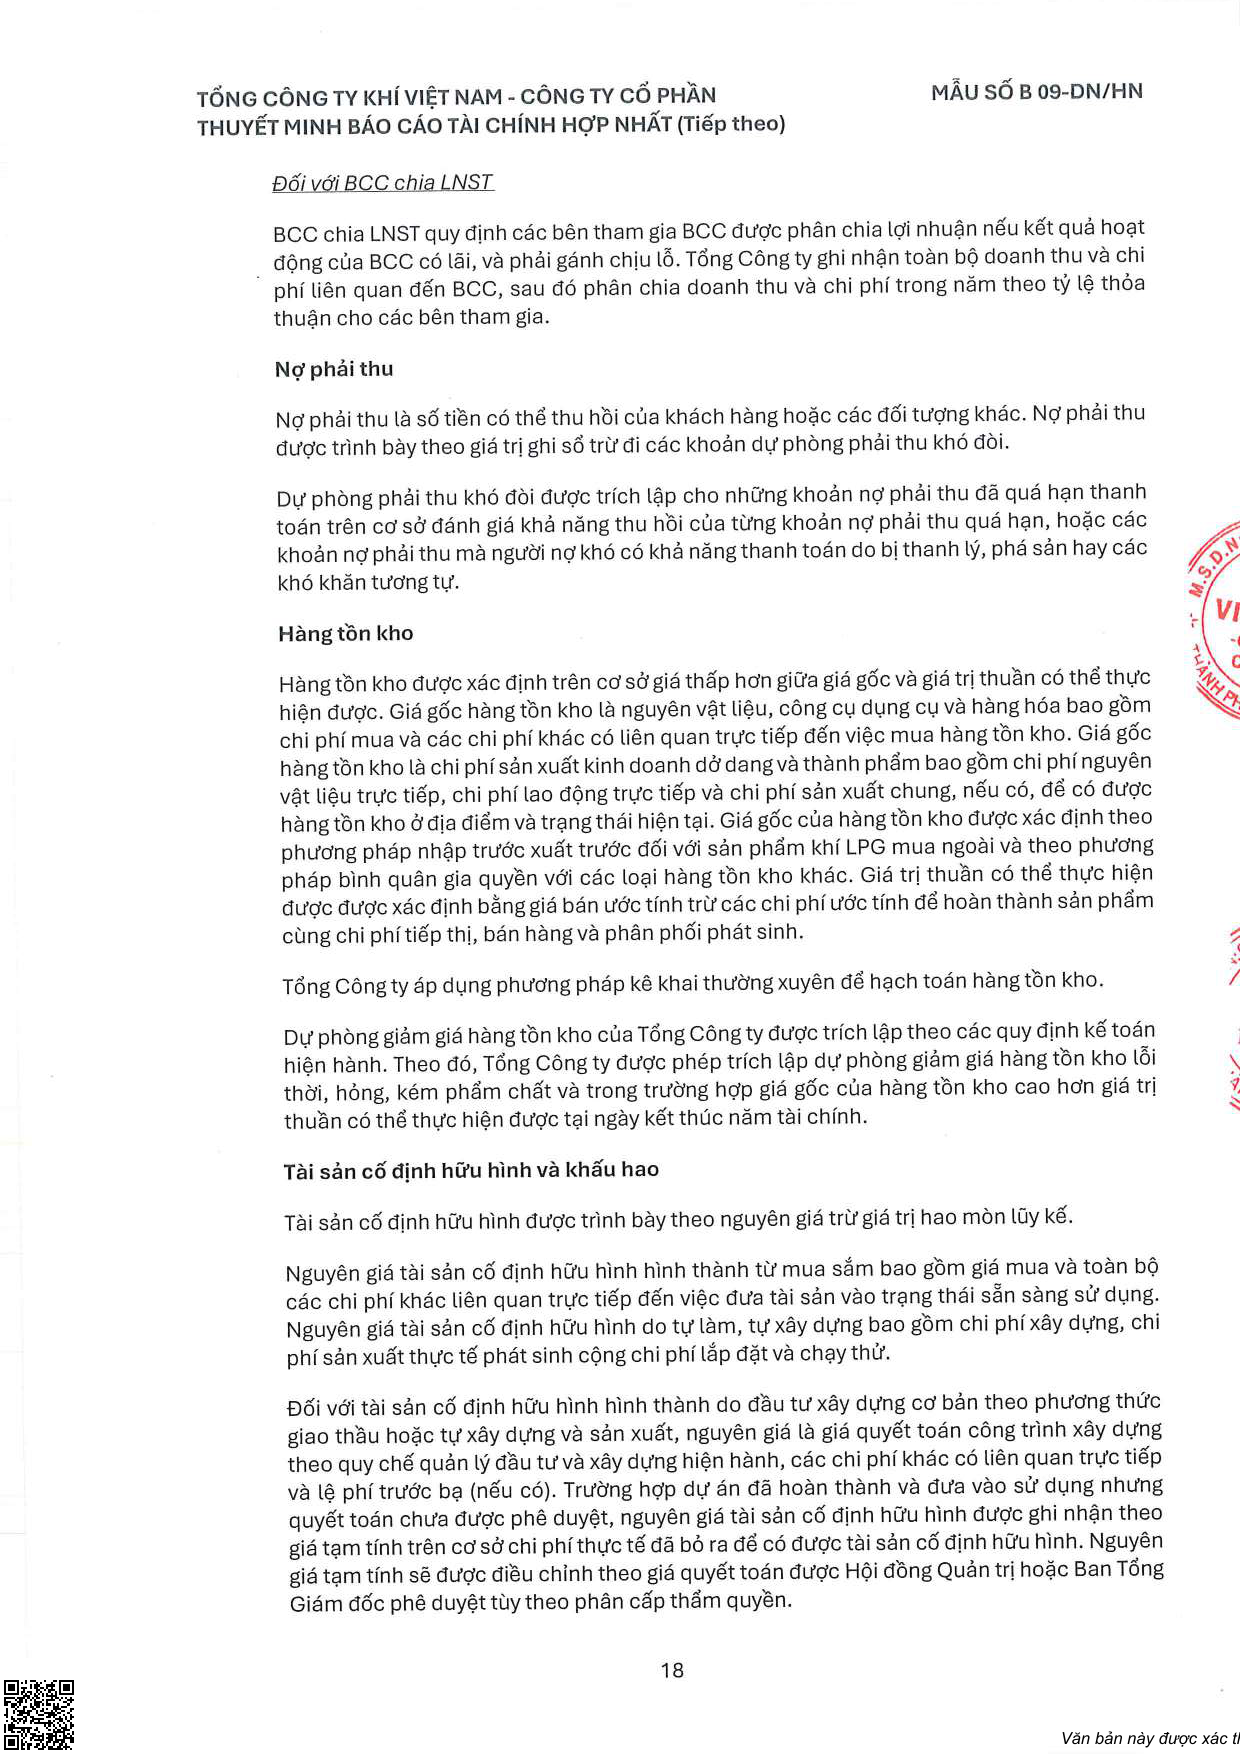 TỔNG CÔNG TY KHÍ VIỆT NAM - CÔNG TY CỔ PHẦN
MẪU SỐ B 09-DN/HN
THUYẾT MINH BÁO CÁO TÀI CHÍNH HỢP NHẤT (Tiếp theo)
Đối với BCC chia LNST
BCC chia LNST quy định các bên tham gia BCC được phân chia lợi nhuận nếu kết quả hoạt
động của BCC có lãi, và phải gánh chịu lỗ. Tổng Công ty ghi nhận toàn bộ doanh thu và chi
phí liên quan đến BCC, sau đó phân chia doanh thu và chi phí trong năm theo tỷ lệ thỏa
thuận cho các bên tham gia.
Nợ phải thu
Nợ phải thu là số tiền có thể thu hồi của khách hàng hoặc các đối tượng khác. Nợ phải thu
được trình bày theo giá trị ghi sổ trừ đi các khoản dự phòng phải thu khó đòi.
Dự phòng phải thu khó đòi được trích lập cho những khoản nợ phải thu đã quá hạn thanh
toán trên cơ sở đánh giá khả năng thu hồi của từng khoản nợ phải thu quá hạn, hoặc các
khoản nợ phải thu mà người nợ khó có khả năng thanh toán do bị thanh lý, phá sản hay các
khó khăn tương tự.
Hàng tồn kho
Hàng tồn kho được xác định trên cơ sở giá thấp hơn giữa giá gốc và giá trị thuần có thể thực
hiện được. Giá gốc hàng tồn kho là nguyên vật liệu, công cụ dụng cụ và hàng hóa bao gồm
chi phí mua và các chi phí khác có liên quan trực tiếp đến việc mua hàng tồn kho. Giá gốc
hàng tồn kho là chi phí sản xuất kinh doanh dở dang và thành phẩm bao gồm chi phí nguyên
vật liệu trực tiếp, chi phí lao động trực tiếp và chi phí sản xuất chung, nếu có, để có được
hàng tồn kho ở địa điểm và trạng thái hiện tại. Giá gốc của hàng tồn kho được xác định theo
phương pháp nhập trước xuất trước đối với sản phẩm khí LPG mua ngoài và theo phương
pháp bình quân gia quyền với các loại hàng tồn kho khác. Giá trị thuần có thể thực hiện
được được xác định bằng giá bán ước tính trừ các chi phí ước tính để hoàn thành sản phẩm
cùng chi phí tiếp thị, bán hàng và phân phối phát sinh.
Tổng Công ty áp dụng phương pháp kê khai thường xuyên để hạch toán hàng tồn kho.
Dự phòng giảm giá hàng tồn kho của Tổng Công ty được trích lập theo các quy định kế toán
hiện hành. Theo đó, Tổng Công ty được phép trích lập dự phòng giảm giá hàng tồn kho lỗi
thời, hỏng, kém phẩm chất và trong trường hợp giá gốc của hàng tồn kho cao hơn giá trị
thuần có thể thực hiện được tại ngày kết thúc năm tài chính.
Tài sản cố định hữu hình và khấu hao
Tài sản cố định hữu hình được trình bày theo nguyên giá trừ giá trị hao mòn lũy kế.
Nguyên giá tài sản cố định hữu hình hình thành từ mua sắm bao gồm giá mua và toàn bộ
các chi phí khác liên quan trực tiếp đến việc đưa tài sản vào trạng thái sẵn sàng sử dụng.
Nguyên giá tài sản cố định hữu hình do tự làm, tự xây dựng bao gồm chi phí xây dựng, chi
phí sản xuất thực tế phát sinh cộng chi phí lắp đặt và chạy thử.
Đối với tài sản cố định hữu hình hình thành do đầu tư xây dựng cơ bản theo phương thức
giao thầu hoặc tự xây dựng và sản xuất, nguyên giá là giá quyết toán công trình xây dựng
theo quy chế quản lý đầu tư và xây dựng hiện hành, các chi phí khác có liên quan trực tiếp
và lệ phí trước bạ (nếu có). Trường hợp dự án đã hoàn thành và đưa vào sử dụng nhưng
quyết toán chưa được phê duyệt, nguyên giá tài sản cố định hữu hình được ghi nhận theo
giá tạm tính trên cơ sở chi phí thực tế đã bỏ ra để có được tài sản cố định hữu hình. Nguyên
giá tạm tính sẽ được điều chỉnh theo giá quyết toán được Hội đồng Quản trị hoặc Ban Tổng
Giám đốc phê duyệt tùy theo phân cấp thẩm quyền.
M.S.D.N
VI
THÀNH PH
18
Văn bản này được xác th